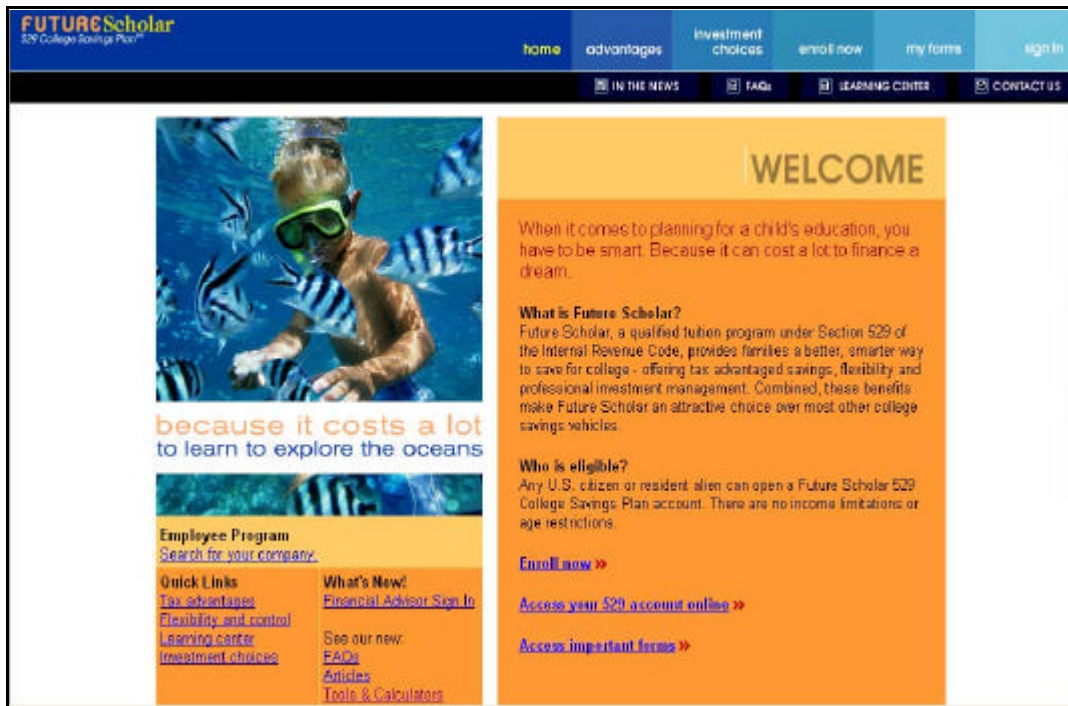 FUTUREScholar
529 College Savings Plan℠
home
advantages
investment
choices
enroll now
my forms
sign in
IN THE NEWS
FAQs
LEARNING CENTER
CONTACT US
WELCOME
When it comes to planning for a child's education, you
have to be smart. Because it can cost a lot to finance a
dream.
What is Future Scholar?
Future Scholar, a qualified tuition program under Section 529 of
the Internal Revenue Code, provides families a better, smarter way
to save for college - offering tax advantaged savings, flexibility and
professional investment management. Combined, these benefits
make Future Scholar an attractive choice over most other college
savings vehicles.
Who is eligible?
Any U.S. citizen or resident alien can open a Future Scholar 529
College Savings Plan account. There are no income limitations or
age restrictions.
Enroll now »
Access your 529 account online »
Access important forms »
because it costs a lot
to learn to explore the oceans
Employee Program
Search for your company.
Quick Links
Tax advantages
Flexibility and control
Learning center
Investment choices
What's New!
Financial Advisor Sign In
See our new:
FAQs
Articles
Tools & Calculators